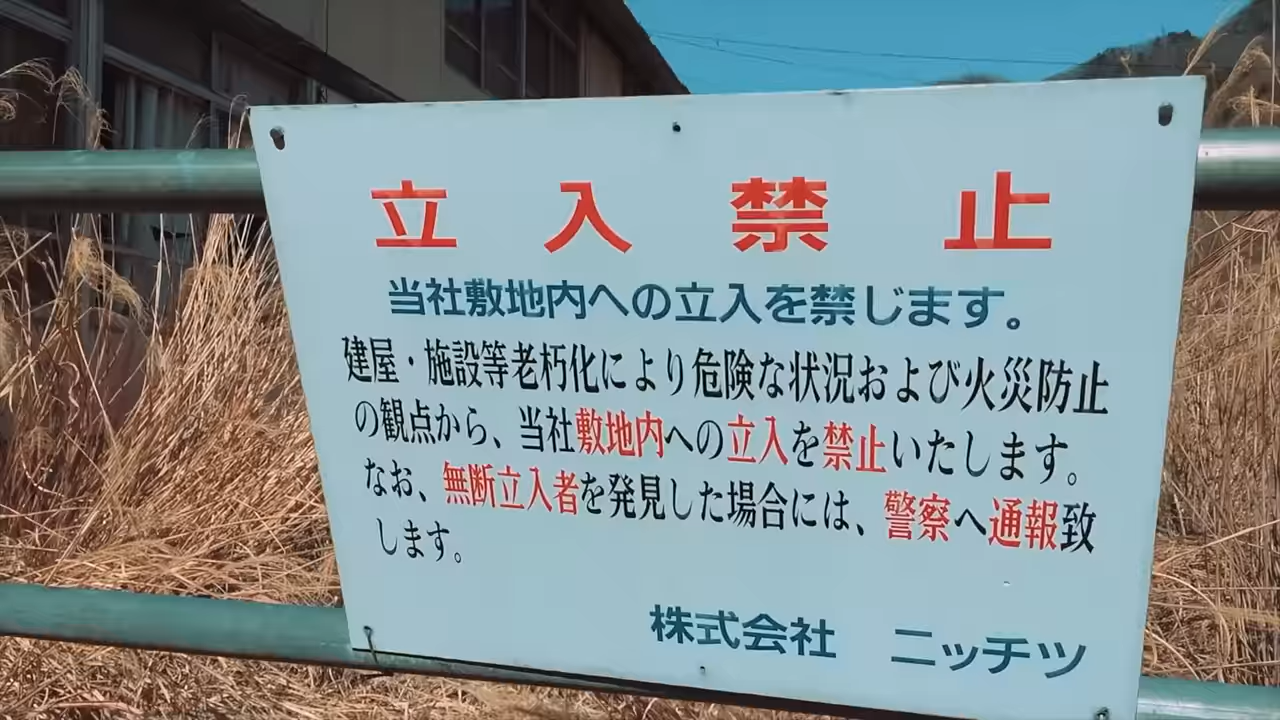 立入禁止
当社敷地内への立入を禁じます。
建屋・施設等老朽化により危険な状況および火災防止
の観点から、当社敷地内への立入を禁止いたします。
なお、無断立入者を発見した場合には、警察へ通報致
します。
株式会社 ニッチツ